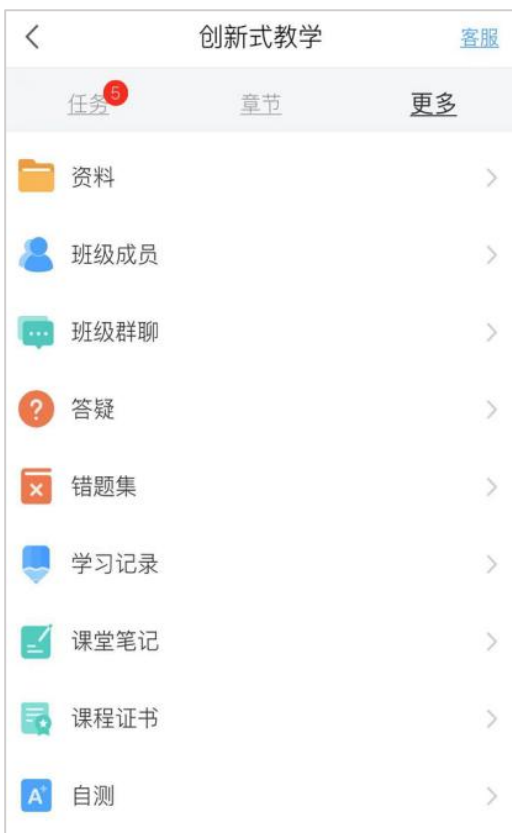 创新式教学 客服
任务 5 章节 更多
资料
班级成员
班级群聊
答疑
错题集
学习记录
课堂笔记
课程证书
A+ 自测